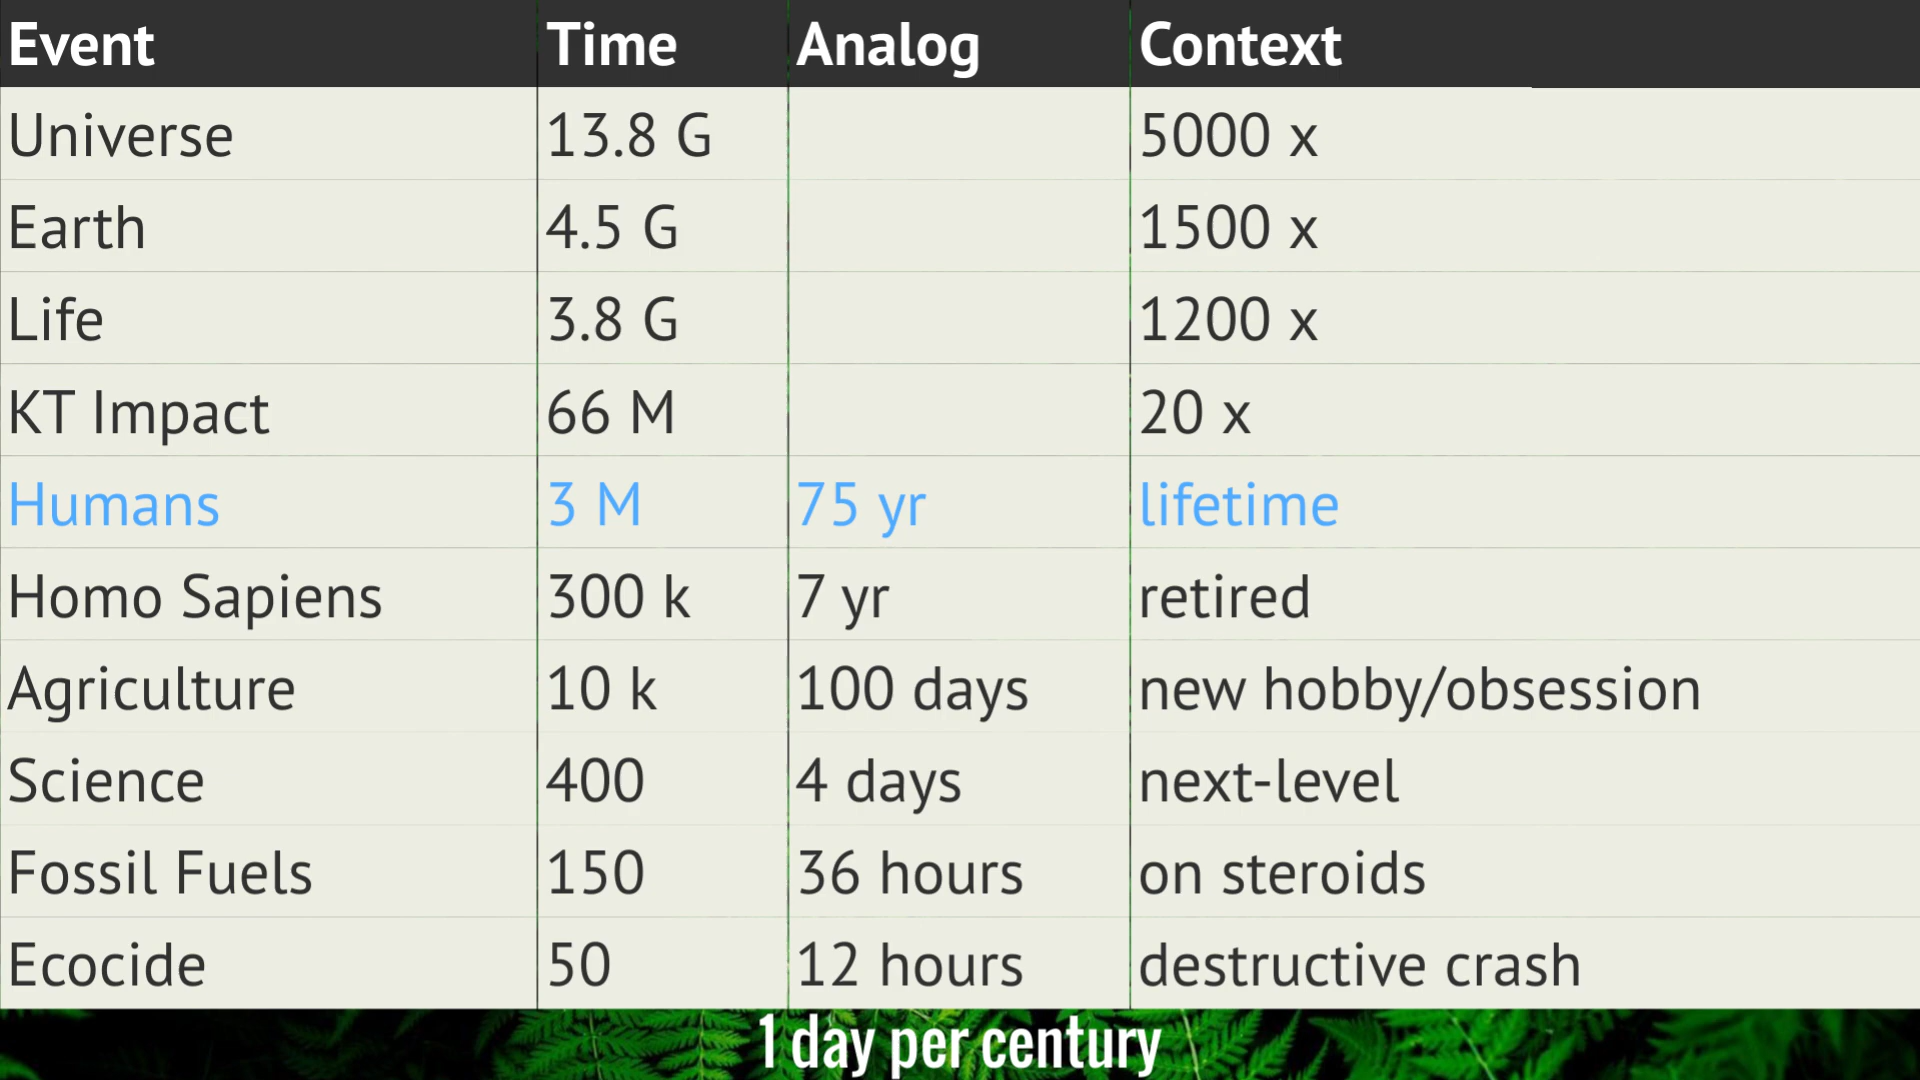 Event Time Analog Context
Universe 13.8 G 5000 x
Earth 4.5 G 1500 x
Life 3.8 G 1200 x
KT Impact 66 M 20 x
Humans 3 M 75 yr lifetime
Homo Sapiens 300 k 7 yr retired
Agriculture 10 k 100 days new hobby/obsession
Science 400 4 days next-level
Fossil Fuels 150 36 hours on steroids
Ecocide 50 12 hours destructive crash
1 day per century